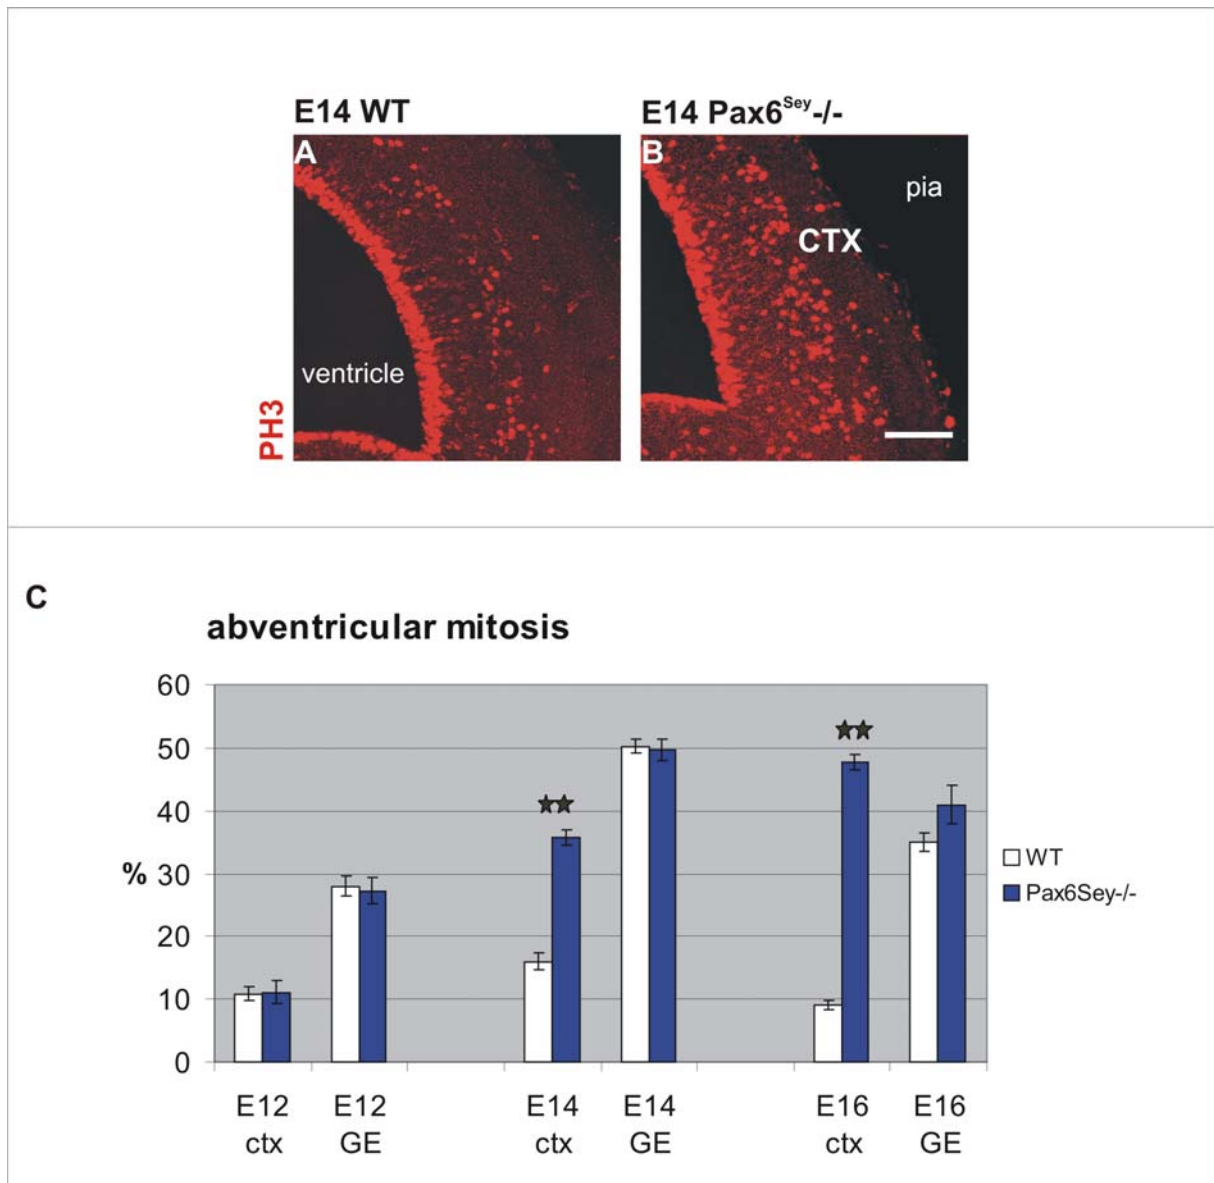 E14 WT
E14 Pax6Sey-/-
A
B
pia
CTX
ventricle
PH3
C
abventricular mitosis
60
50
40
% 30
20
10
0
★★
★★
WT
Pax6Sey-/-
E12 E12 E14 E14 E16 E16
ctx GE ctx GE ctx GE